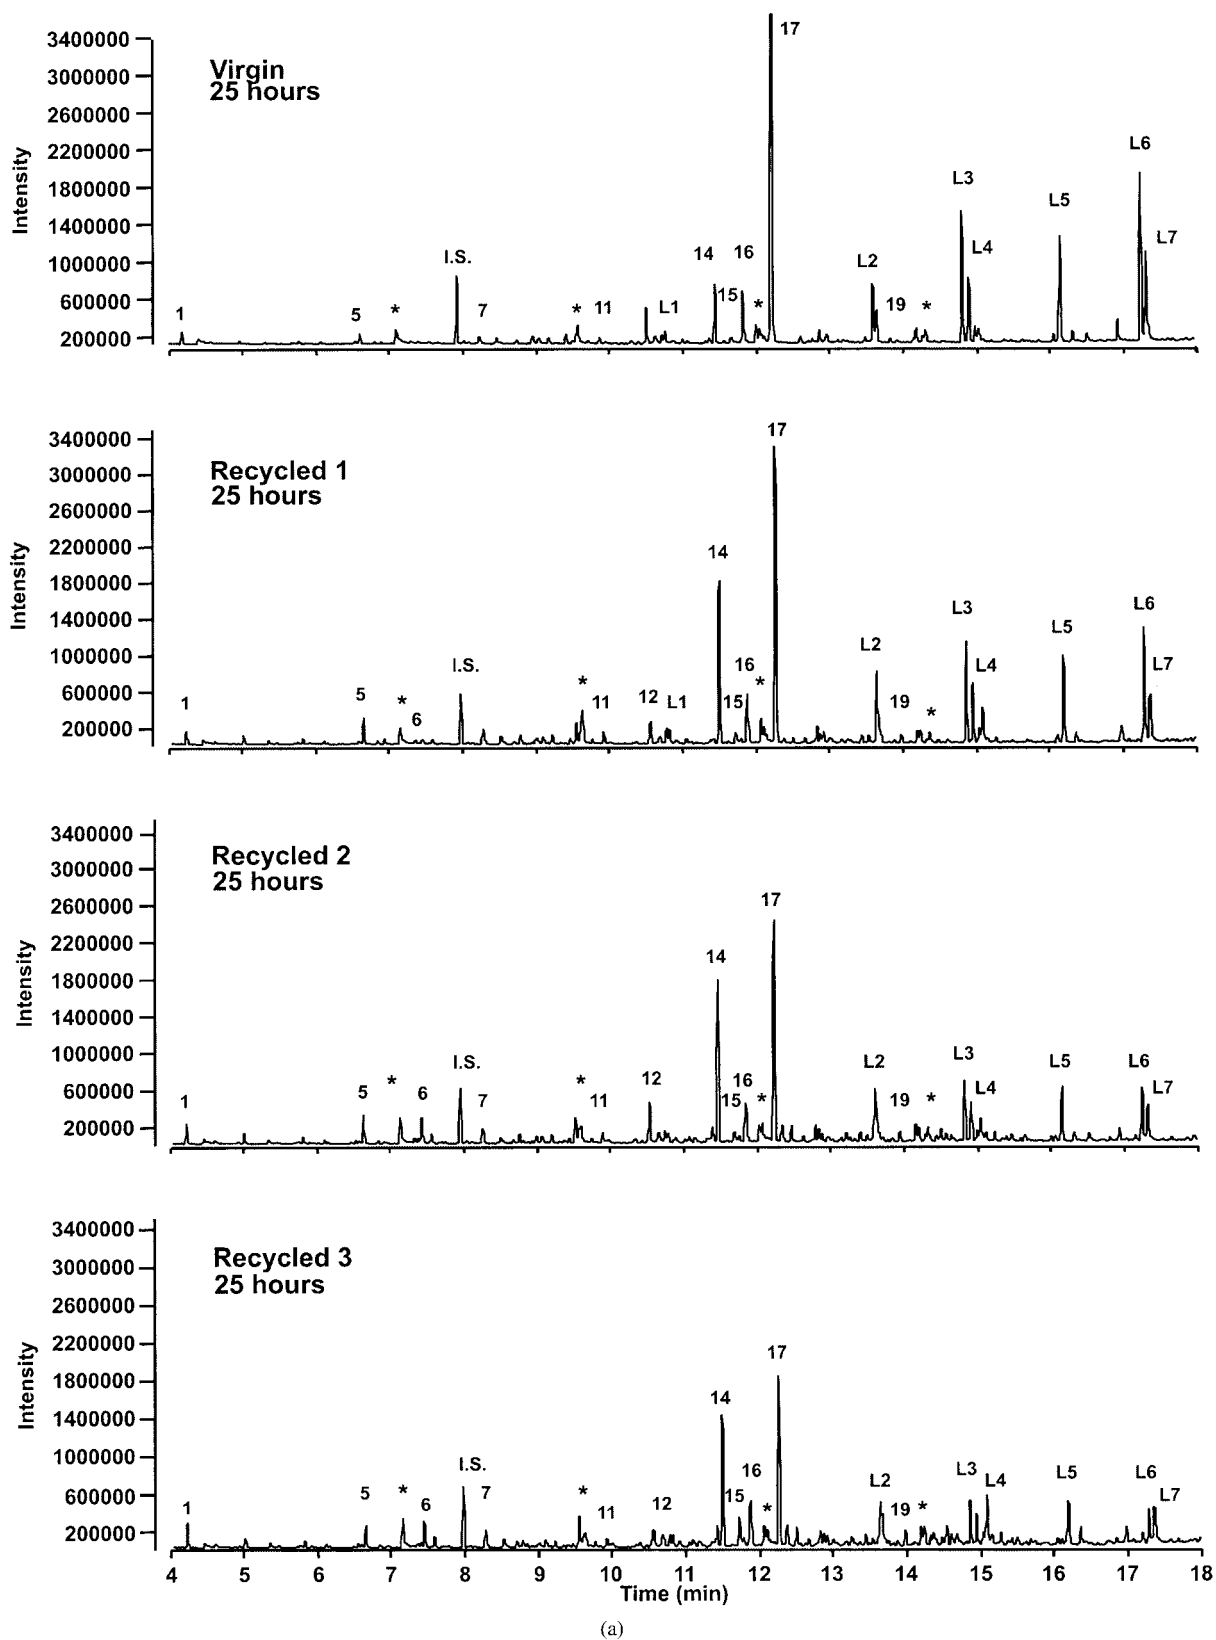 3400000
3000000
2600000
2200000
1800000
1400000
1000000
600000
200000
Intensity
Virgin
25 hours
1
5
*
I.S.
7
*
11
L1
14
15
16
*
17
L2
19
*
L3
L4
L5
L6
L7
3400000
3000000
2600000
2200000
1800000
1400000
1000000
600000
200000
Intensity
Recycled 1
25 hours
1
5
*
6
I.S.
*
11
12
L1
14
15
16
*
17
L2
19
*
L3
L4
L5
L6
L7
3400000
3000000
2600000
2200000
1800000
1400000
1000000
600000
200000
Intensity
Recycled 2
25 hours
1
5
*
6
I.S.
7
*
11
12
14
15
16
*
17
L2
19
*
L3
L4
L5
L6
L7
3400000
3000000
2600000
2200000
1800000
1400000
1000000
600000
200000
Intensity
Recycled 3
25 hours
1
5
*
6
I.S.
7
*
11
12
14
15
16
*
17
L2
19
*
L3
L4
L5
L6
L7
4 5 6 7 8 9 10 11 12 13 14 15 16 17 18
Time (min)
(a)